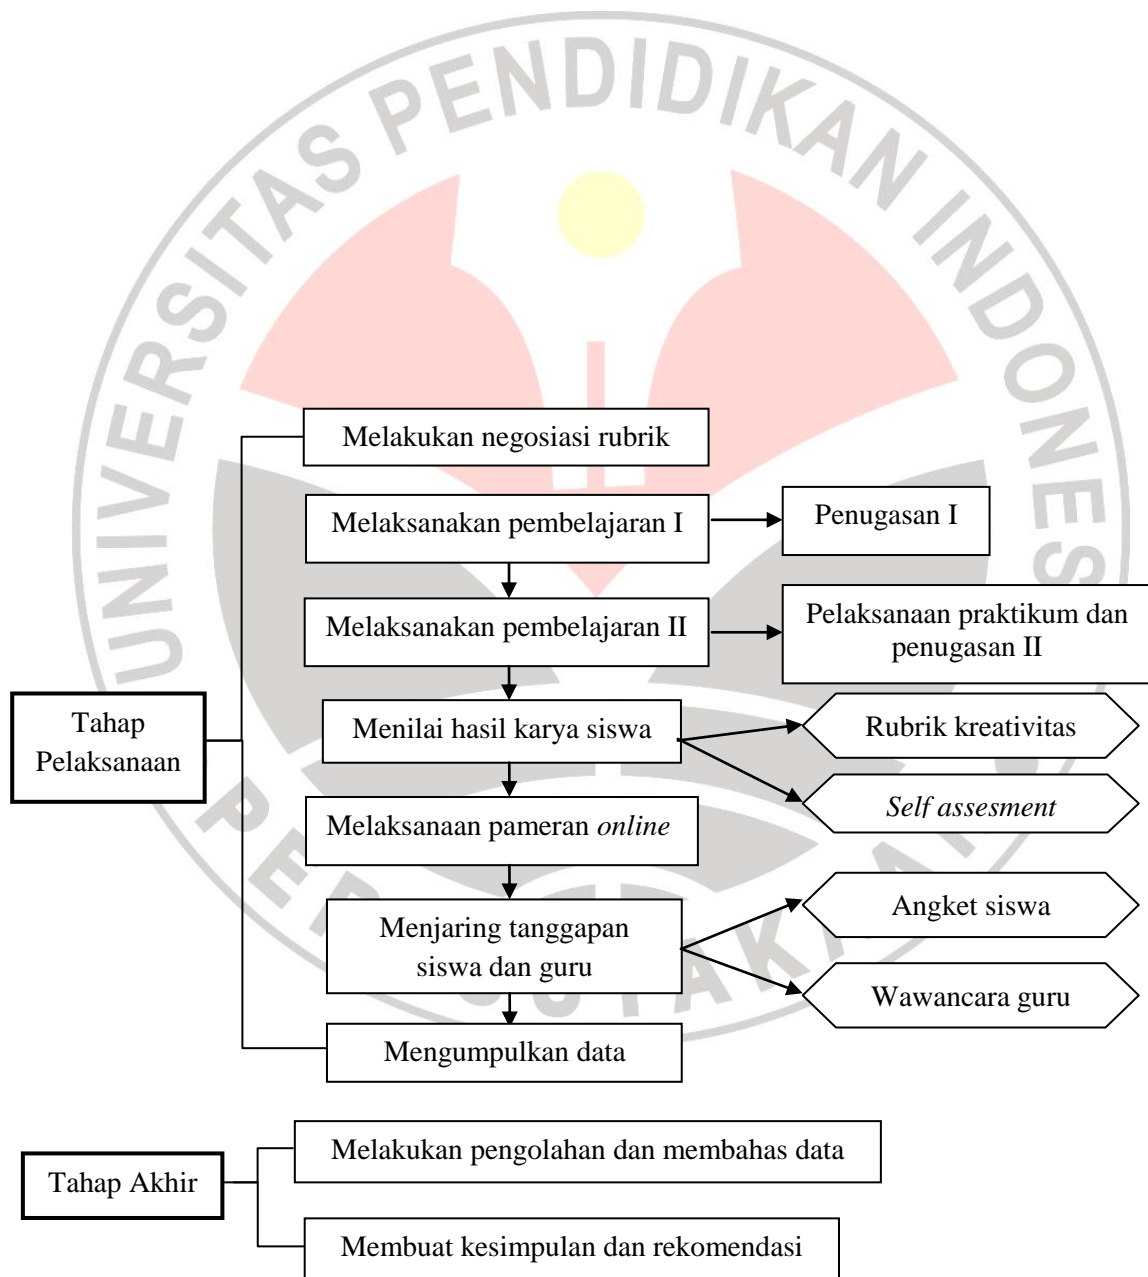 UNIVERSITAS PENDIDIKAN INDONESIA
Melakukan negosiasi rubrik
Melaksanakan pembelajaran I
Penugasan I
Melaksanakan pembelajaran II
Pelaksanaan praktikum dan
penugasan II
Tahap
Pelaksanaan
Menilai hasil karya siswa
Rubrik kreativitas
Self assesment
Melaksanaan pameran online
Menjaring tanggapan
siswa dan guru
Angket siswa
Wawancara guru
Mengumpulkan data
Tahap Akhir
Melakukan pengolahan dan membahas data
Membuat kesimpulan dan rekomendasi